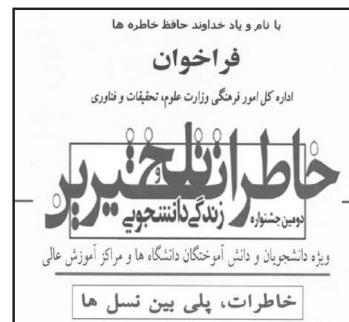 با نام و یاد خداوند حافظ خاطره ها
فراخوان
اداره کل امور فرهنگی وزارت علوم، تحقیقات و فناوری
خاطرات تلخ و شیرین
دومین جشنواره زندگی دانشجویی
ویژه دانشجویان و دانش آموختگان دانشگاه ها و مراکز آموزش عالی
خاطرات، پلی بین نسل ها